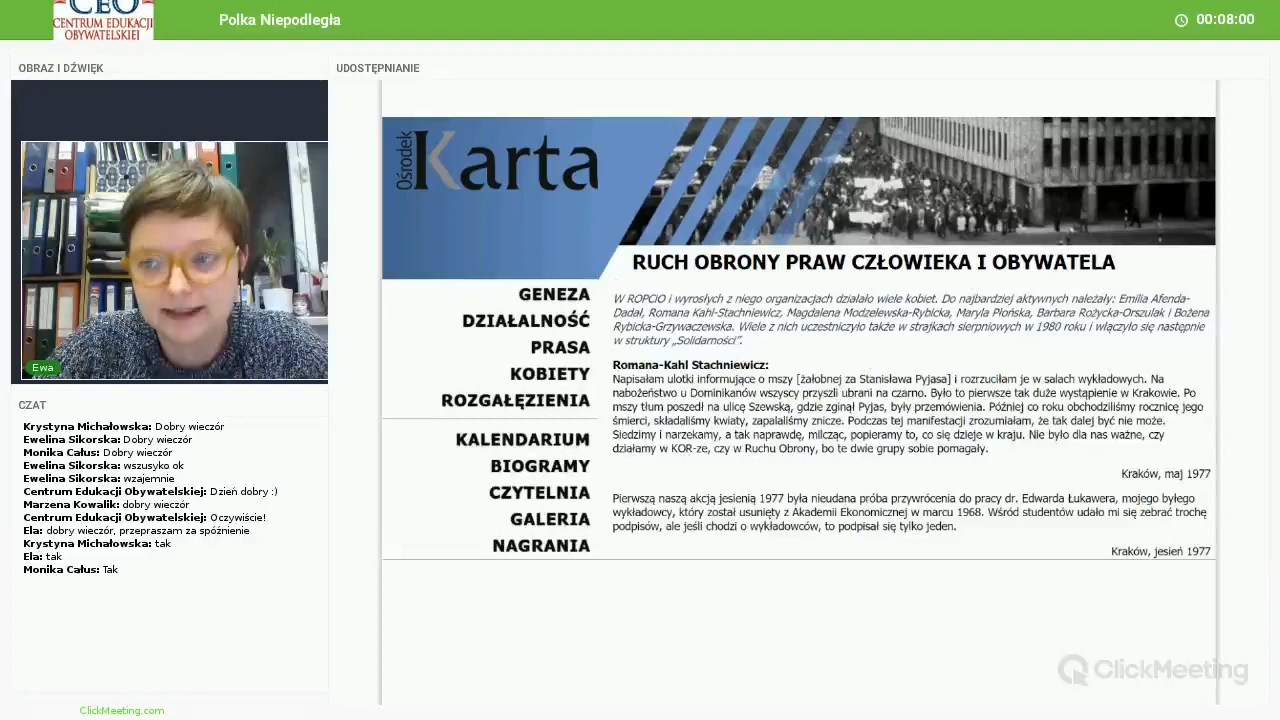 CEO
CENTRUM EDUKACJI
OBYWATELSKIEJ
Polka Niepodległa
00:08:00
OBRAZ I DŹWIĘK
UDOSTĘPNIANIE
Ewa
CZAT
Krystyna Michałowska: Dobry wieczór
Ewelina Sikorska: Dobry wieczór
Monika Całus: Dobry wieczór
Ewelina Sikorska: wszusyko ok
Ewelina Sikorska: wzajemnie
Centrum Edukacji Obywatelskiej: Dzień dobry :)
Marzena Kowalik: dobry wieczór
Centrum Edukacji Obywatelskiej: Oczywiście!
Ela: dobry wieczór, przepraszam za spóźnienie
Krystyna Michałowska: tak
Ela: tak
Monika Całus: Tak
ClickMeeting.com
Ośrodek
Karta
RUCH OBRONY PRAW CZŁOWIEKA I OBYWATELA
GENEZA
DZIAŁALNOŚĆ
PRASA
KOBIETY
ROZGAŁĘZIENIA
KALENDARIUM
BIOGRAMY
CZYTELNIA
GALERIA
NAGRANIA
W ROPCiO i wyrosłych z niego organizacjach działało wiele kobiet. Do najbardziej aktywnych należały: Emilia Afenda-
Dadal, Romana Kahl-Stachniewicz, Magdalena Modzelewska-Rybicka, Maryla Płońska, Barbara Rożycka-Orszulak i Bożena
Rybicka-Grzywaczewska. Wiele z nich uczestniczyło także w strajkach sierpniowych w 1980 roku i włączyło się następnie
w struktury „Solidarności”.
Romana-Kahl Stachniewicz:
Napisałam ulotki informujące o mszy [żałobnej za Stanisława Pyjasa] i rozrzuciłam je w salach wykładowych. Na
nabożeństwo u Dominikanów wszyscy przyszli ubrani na czarno. Było to pierwsze tak duże wystąpienie w Krakowie. Po
mszy tłum poszedł na ulicę Szewską, gdzie zginął Pyjas, były przemówienia. Później co roku obchodziliśmy rocznicę jego
śmierci, składaliśmy kwiaty, zapalaliśmy znicze. Podczas tej manifestacji zrozumiałam, że tak dalej być nie może.
Siedzimy i narzekamy, a tak naprawdę, milcząc, popieramy to, co się dzieje w kraju. Nie było dla nas ważne, czy
działamy w KOR-ze, czy w Ruchu Obrony, bo te dwie grupy sobie pomagały.
Kraków, maj 1977
Pierwszą naszą akcją jesienią 1977 była nieudana próba przywrócenia do pracy dr. Edwarda Łukawera, mojego byłego
wykładowcy, który został usunięty z Akademii Ekonomicznej w marcu 1968. Wśród studentów udało mi się zebrać trochę
podpisów, ale jeśli chodzi o wykładowców, to podpisał się tylko jeden.
Kraków, jesień 1977
ClickMeeting